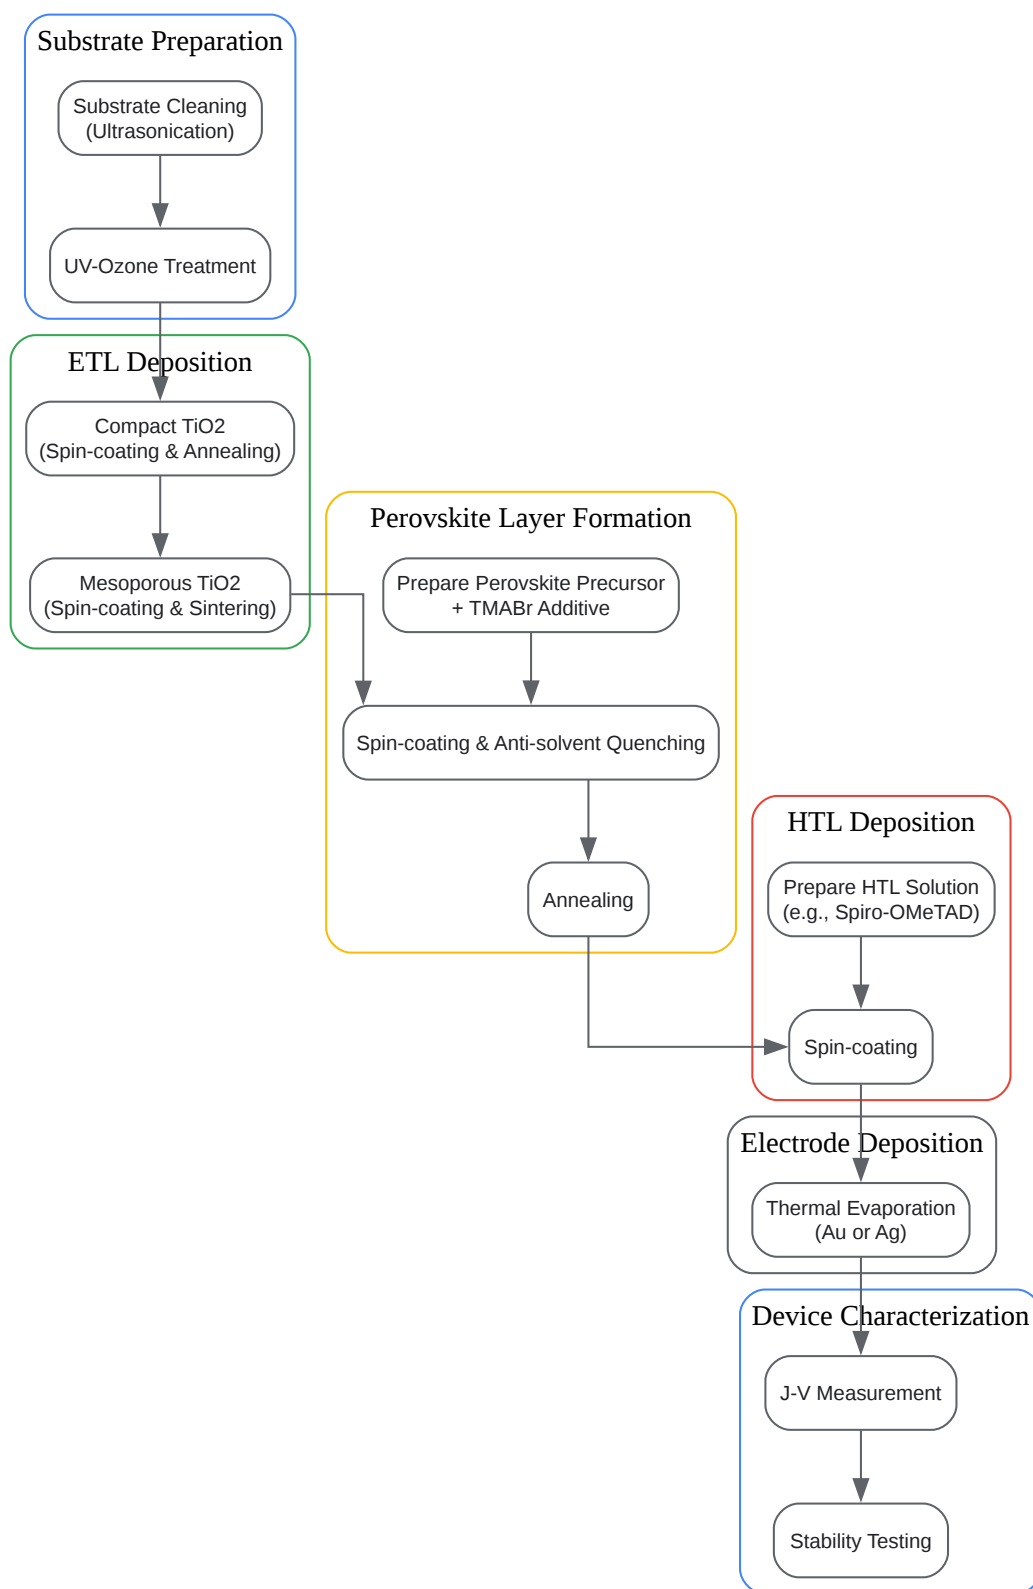 Substrate Preparation
Substrate Cleaning
(Ultrasonication)
UV-Ozone Treatment
ETL Deposition
Compact TiO2
(Spin-coating & Annealing)
Mesoporous TiO2
(Spin-coating & Sintering)
Perovskite Layer Formation
Prepare Perovskite Precursor
+ TMABr Additive
Spin-coating & Anti-solvent Quenching
Annealing
HTL Deposition
Prepare HTL Solution
(e.g., Spiro-OMeTAD)
Spin-coating
Electrode Deposition
Thermal Evaporation
(Au or Ag)
Device Characterization
J-V Measurement
Stability Testing